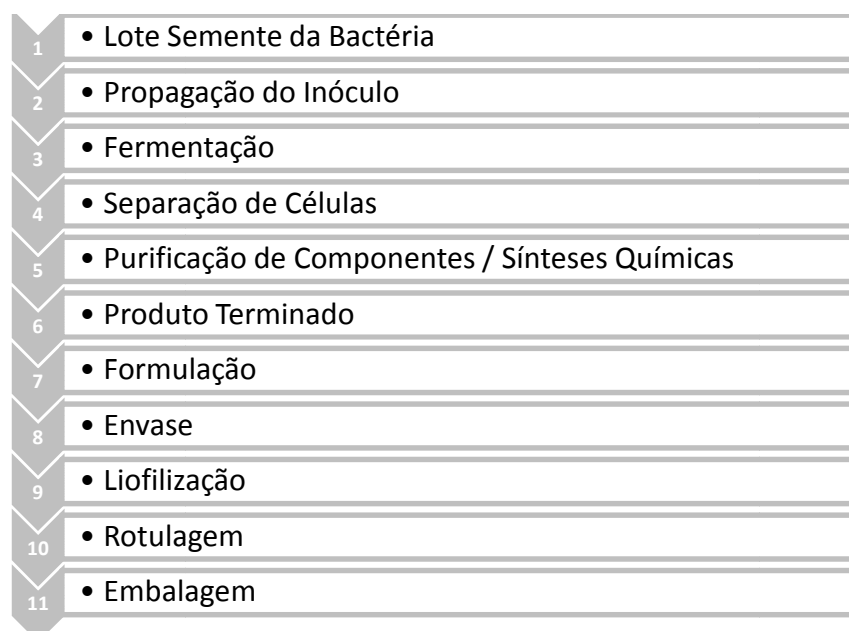 1 • Lote Semente da Bactéria
2 • Propagação do Inóculo
3 • Fermentação
4 • Separação de Células
5 • Purificação de Componentes / Sínteses Químicas
6 • Produto Terminado
7 • Formulação
8 • Envase
9 • Liofilização
10 • Rotulagem
11 • Embalagem